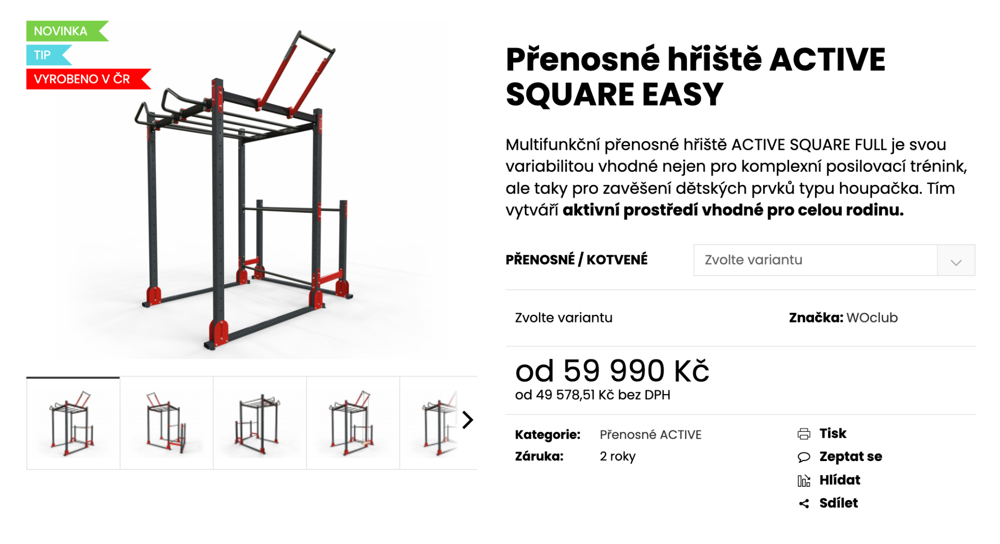 NOVINKA
TIP
VYROBENO V ČR
Přenosné hřiště ACTIVE
SQUARE EASY
Multifunkční přenosné hřiště ACTIVE SQUARE FULL je svou
variabilitou vhodné nejen pro komplexní posilovací trénink,
ale taky pro zavěšení dětských prvků typu houpačka. Tím
vytváří aktivní prostředí vhodné pro celou rodinu.
PŘENOSNÉ / KOTVENÉ
Zvolte variantu
Zvolte variantu
Značka: WOclub
od 59 990 Kč
od 49 578,51 Kč bez DPH
Kategorie: Přenosné ACTIVE
Záruka: 2 roky
Tisk
Zeptat se
Hlídat
Sdílet